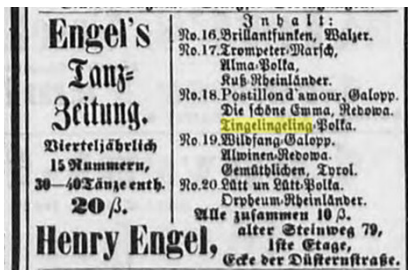 Engel's
Tanz-
Zeitung.
Vierteljährlich
15 Nummern,
30—40 Tänze enth.
20 ß.
Inhalt:
No. 16. Brillantfunken, Walzer.
No. 17. Trompeter-Marsch,
Alma-Polka,
Kuß-Rheinländer.
No. 18. Postillon d'amour, Galopp.
Die schöne Emma, Redowa.
Tingelingeling-Polka.
No. 19. Wildfang-Galopp.
Alwinen-Redowa.
Gemüthlichen, Tyrol.
No. 20 Lütt un Lütt-Polka.
Orpheum-Rheinländer.
Alle zusammen 10 ß.
Henry Engel,
alter Steinweg 79,
1ste Etage,
Ecke der Düsternstraße.